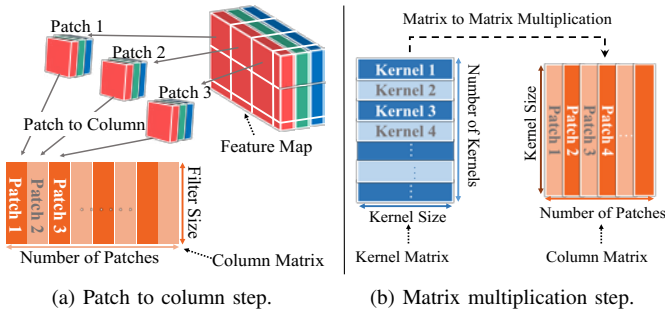 Patch 1
Patch 2
Patch 3
Patch to Column
Feature Map
Patch 1
Patch 2
Patch 3
Filter Size
Number of Patches
Column Matrix
(a) Patch to column step.
Matrix to Matrix Multiplication
Kernel 1
Kernel 2
Kernel 3
Kernel 4
Number of Kernels
Kernel Size
Kernel Matrix
Kernel Size
Patch 1
Patch 2
Patch 3
Patch 4
Number of Patches
Column Matrix
(b) Matrix multiplication step.